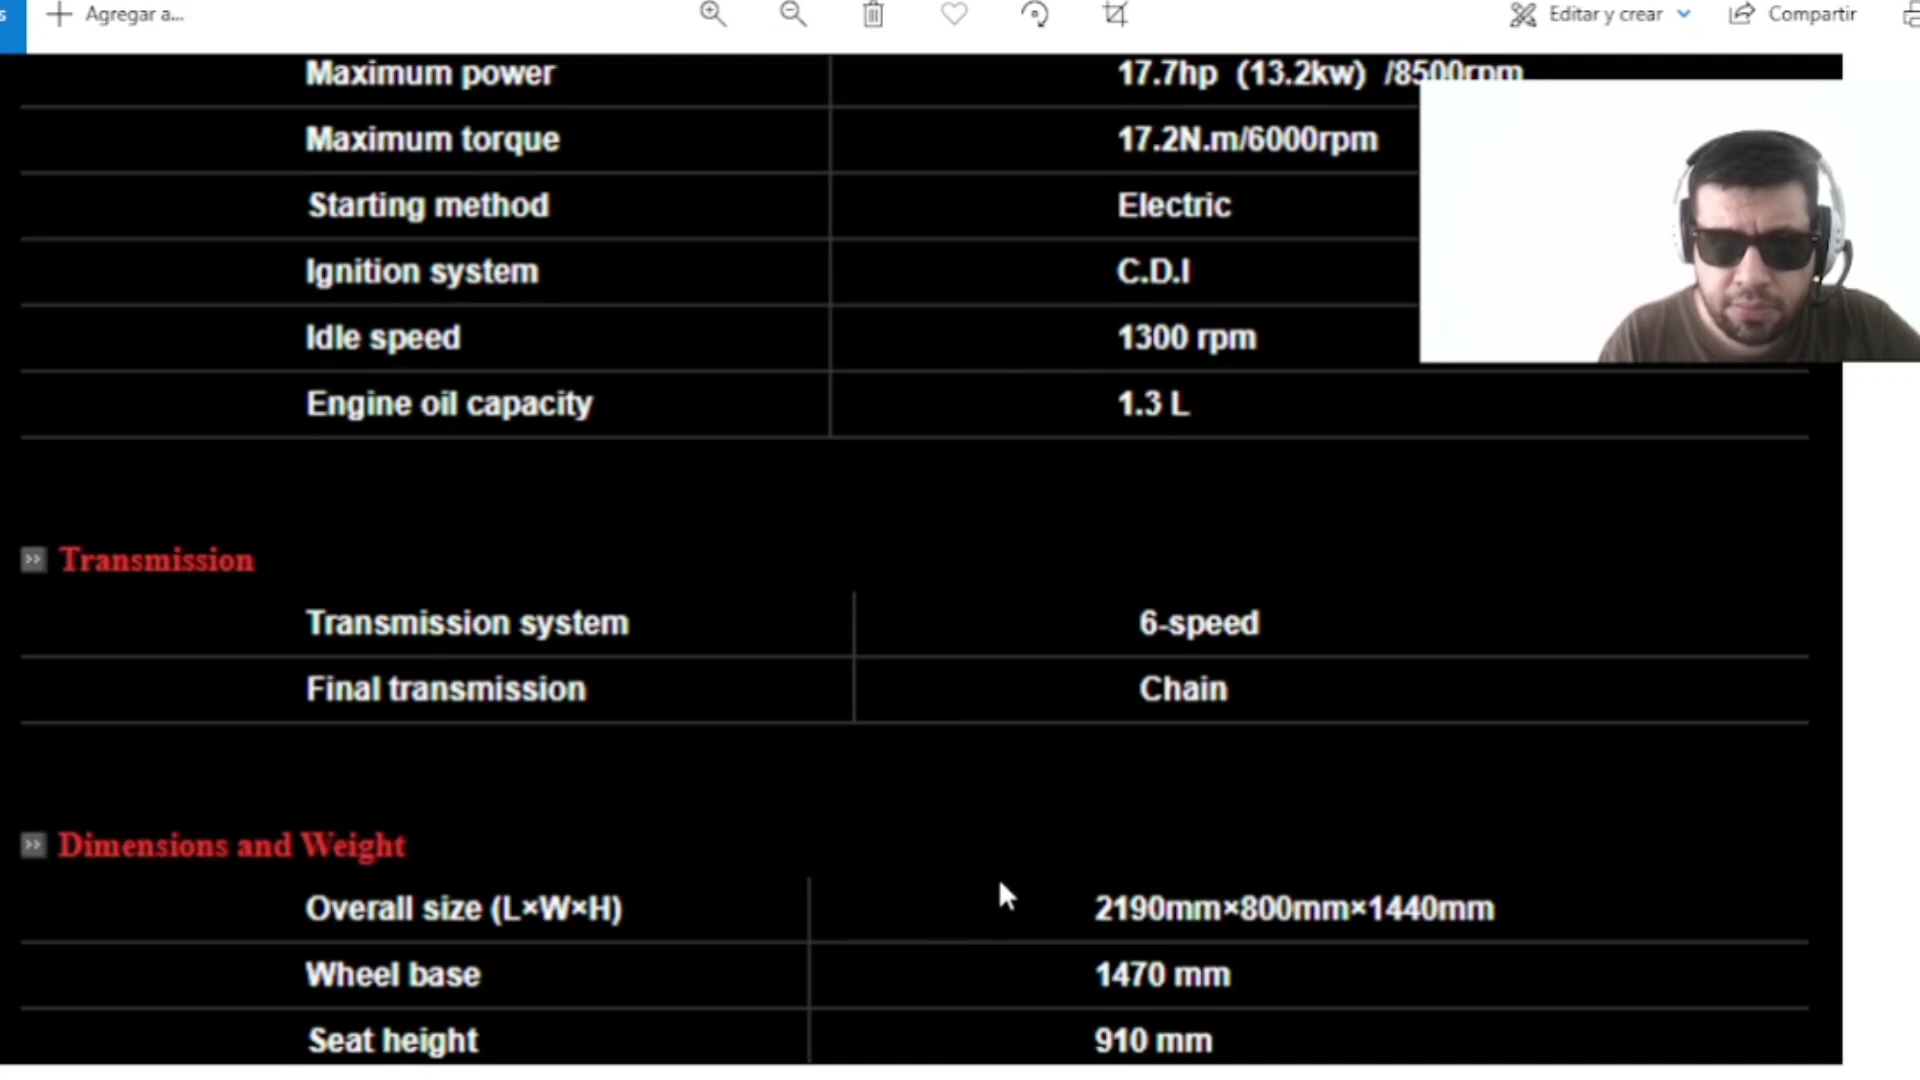 s Agregar a... Editar y crear Compartir
Maximum power 17.7hp (13.2kw) /8500rpm
Maximum torque 17.2N.m/6000rpm
Starting method Electric
Ignition system C.D.I
Idle speed 1300 rpm
Engine oil capacity 1.3 L
Transmission
Transmission system 6-speed
Final transmission Chain
Dimensions and Weight
Overall size (L×W×H) 2190mm×800mm×1440mm
Wheel base 1470 mm
Seat height 910 mm